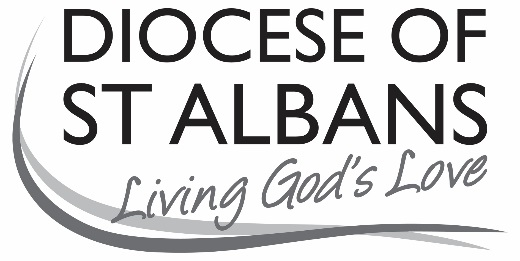 DIOCESE OF
ST ALBANS
Living God's Love